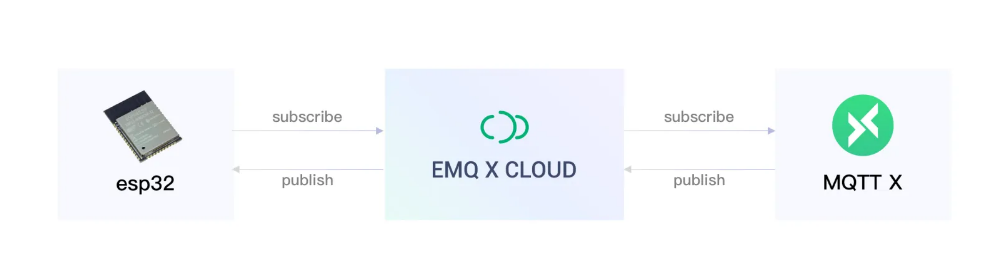 subscribe
subscribe
EMQ X CLOUD
esp32
publish
publish
MQTT X